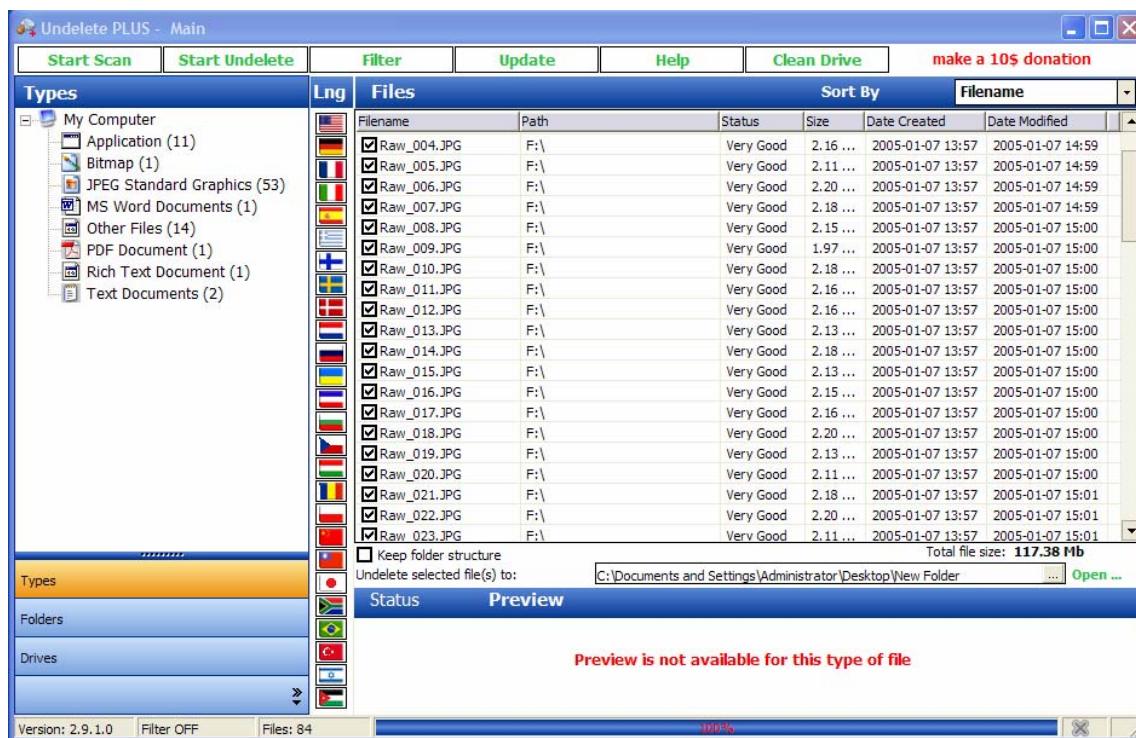 Undelete PLUS - Main
Start Scan Start Undelete Filter Update Help Clean Drive make a 10$ donation
Types Lng Files Sort By Filename
My Computer
Application (11)
Bitmap (1)
JPEG Standard Graphics (53)
MS Word Documents (1)
Other Files (14)
PDF Document (1)
Rich Text Document (1)
Text Documents (2)
Filename Path Status Size Date Created Date Modified
Raw_004.JPG F:\ Very Good 2.16 ... 2005-01-07 13:57 2005-01-07 14:59
Raw_005.JPG F:\ Very Good 2.11 ... 2005-01-07 13:57 2005-01-07 14:59
Raw_006.JPG F:\ Very Good 2.20 ... 2005-01-07 13:57 2005-01-07 14:59
Raw_007.JPG F:\ Very Good 2.18 ... 2005-01-07 13:57 2005-01-07 14:59
Raw_008.JPG F:\ Very Good 2.15 ... 2005-01-07 13:57 2005-01-07 15:00
Raw_009.JPG F:\ Very Good 1.97 ... 2005-01-07 13:57 2005-01-07 15:00
Raw_010.JPG F:\ Very Good 2.18 ... 2005-01-07 13:57 2005-01-07 15:00
Raw_011.JPG F:\ Very Good 2.16 ... 2005-01-07 13:57 2005-01-07 15:00
Raw_012.JPG F:\ Very Good 2.16 ... 2005-01-07 13:57 2005-01-07 15:00
Raw_013.JPG F:\ Very Good 2.13 ... 2005-01-07 13:57 2005-01-07 15:00
Raw_014.JPG F:\ Very Good 2.18 ... 2005-01-07 13:57 2005-01-07 15:00
Raw_015.JPG F:\ Very Good 2.13 ... 2005-01-07 13:57 2005-01-07 15:00
Raw_016.JPG F:\ Very Good 2.15 ... 2005-01-07 13:57 2005-01-07 15:00
Raw_017.JPG F:\ Very Good 2.16 ... 2005-01-07 13:57 2005-01-07 15:00
Raw_018.JPG F:\ Very Good 2.20 ... 2005-01-07 13:57 2005-01-07 15:00
Raw_019.JPG F:\ Very Good 2.13 ... 2005-01-07 13:57 2005-01-07 15:00
Raw_020.JPG F:\ Very Good 2.11 ... 2005-01-07 13:57 2005-01-07 15:00
Raw_021.JPG F:\ Very Good 2.18 ... 2005-01-07 13:57 2005-01-07 15:01
Raw_022.JPG F:\ Very Good 2.20 ... 2005-01-07 13:57 2005-01-07 15:01
Raw_023.JPG F:\ Very Good 2.11 ... 2005-01-07 13:57 2005-01-07 15:01
Keep folder structure Total file size: 117.38 Mb
Undelete selected file(s) to: C:\Documents and Settings\Administrator\Desktop\New Folder ... Open ...
Types
Folders
Drives
Status Preview
Preview is not available for this type of file
Version: 2.9.1.0 Filter OFF Files: 84 100%